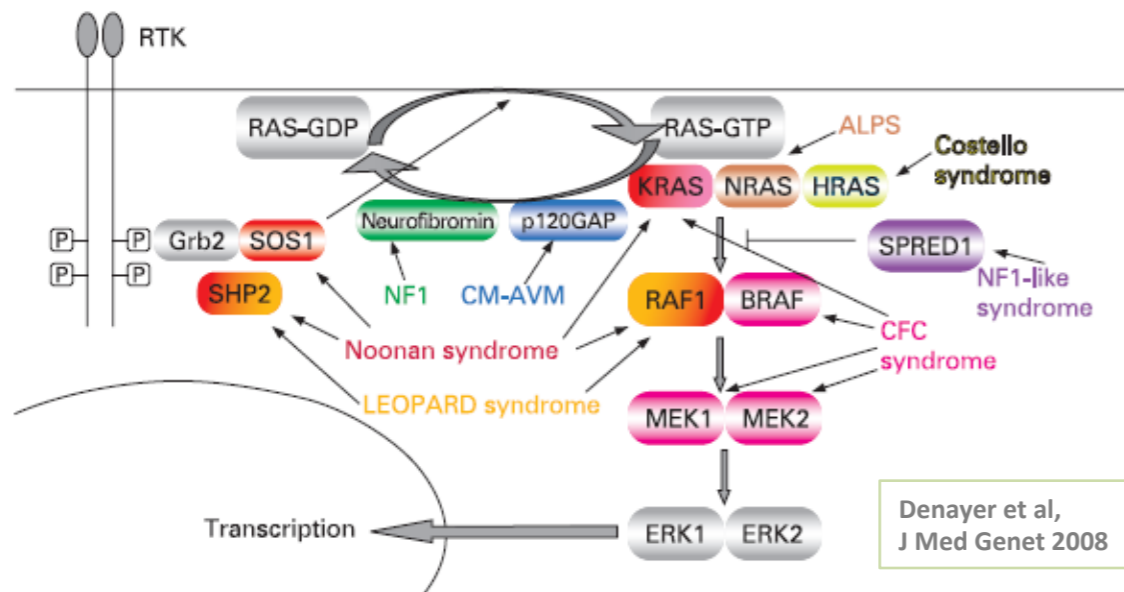 RTK
RAS-GDP
RAS-GTP
ALPS
Costello
syndrome
KRAS
NRAS
HRAS
Neurofibromin
p120GAP
P
P
Grb2
SOS1
SPRED1
P
P
SHP2
NF1
CM-AVM
RAF1
BRAF
NF1-like
syndrome
Noonan syndrome
CFC
syndrome
LEOPARD syndrome
MEK1
MEK2
Transcription
ERK1
ERK2
Denayer et al,
J Med Genet 2008